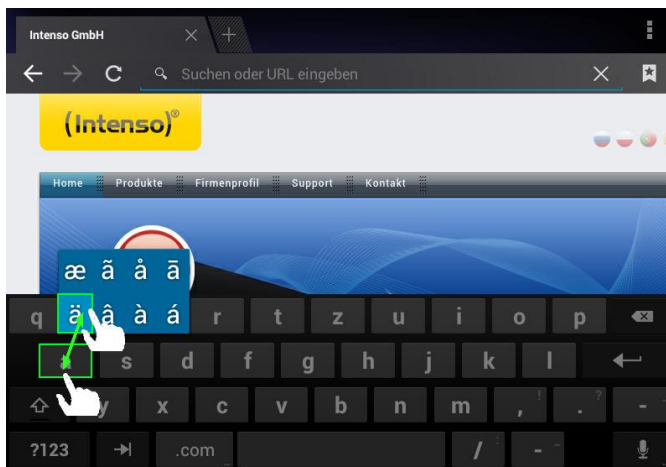 Intenso GmbH
Suchen oder URL eingeben
(Intenso)®
Home Produkte Firmenprofil Support Kontakt
æ ã å ā
q ä â à á r t z u i o p
a s d f g h j k l
y x c v b n m , ! . ? -
?123 .com / : - _